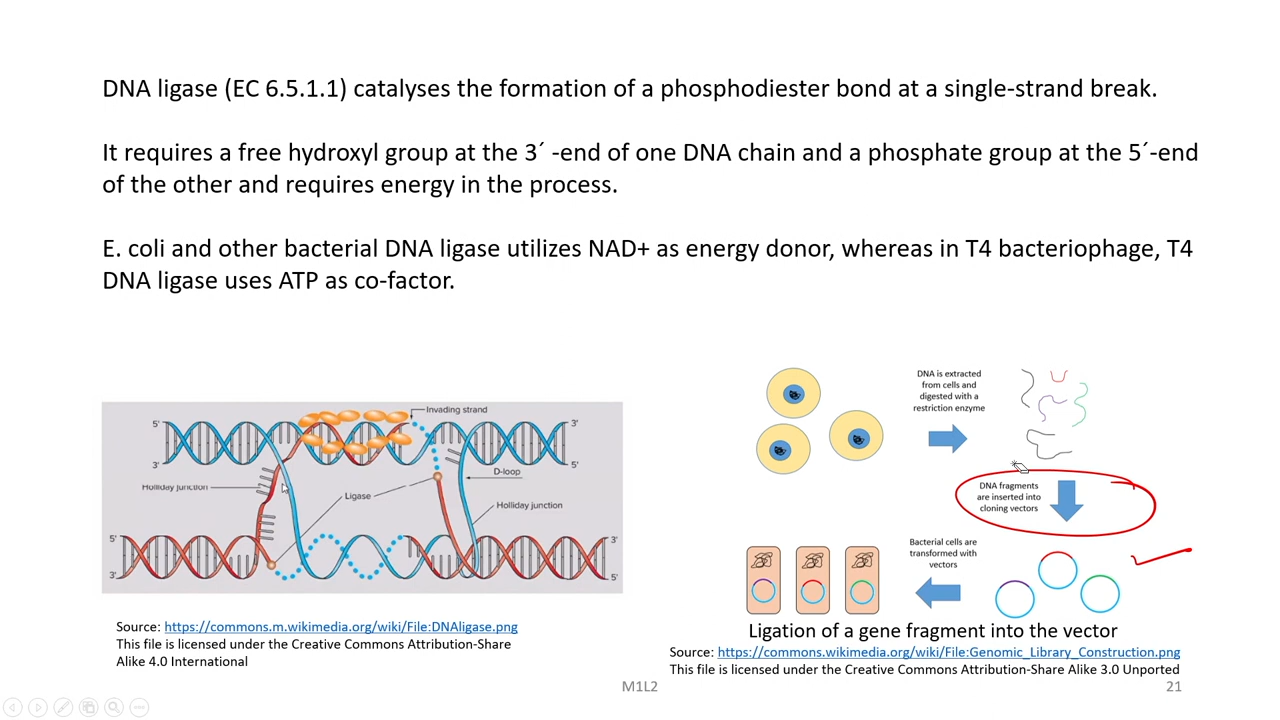 DNA ligase (EC 6.5.1.1) catalyses the formation of a phosphodiester bond at a single-strand break.
It requires a free hydroxyl group at the 3´ -end of one DNA chain and a phosphate group at the 5´-end
of the other and requires energy in the process.
E. coli and other bacterial DNA ligase utilizes NAD+ as energy donor, whereas in T4 bacteriophage, T4
DNA ligase uses ATP as co-factor.
Invading strand
5'
3'
3'
5'
D-loop
Holliday junction
Ligase
Holliday junction
5'
3'
3'
5'
Source: https://commons.m.wikimedia.org/wiki/File:DNAligase.png
This file is licensed under the Creative Commons Attribution-Share
Alike 4.0 International
DNA is extracted
from cells and
digested with a
restriction enzyme
DNA fragments
are inserted into
cloning vectors
Bacterial cells are
transformed with
vectors
Ligation of a gene fragment into the vector
Source: https://commons.wikimedia.org/wiki/File:Genomic_Library_Construction.png
This file is licensed under the Creative Commons Attribution-Share Alike 3.0 Unported
M1L2
21